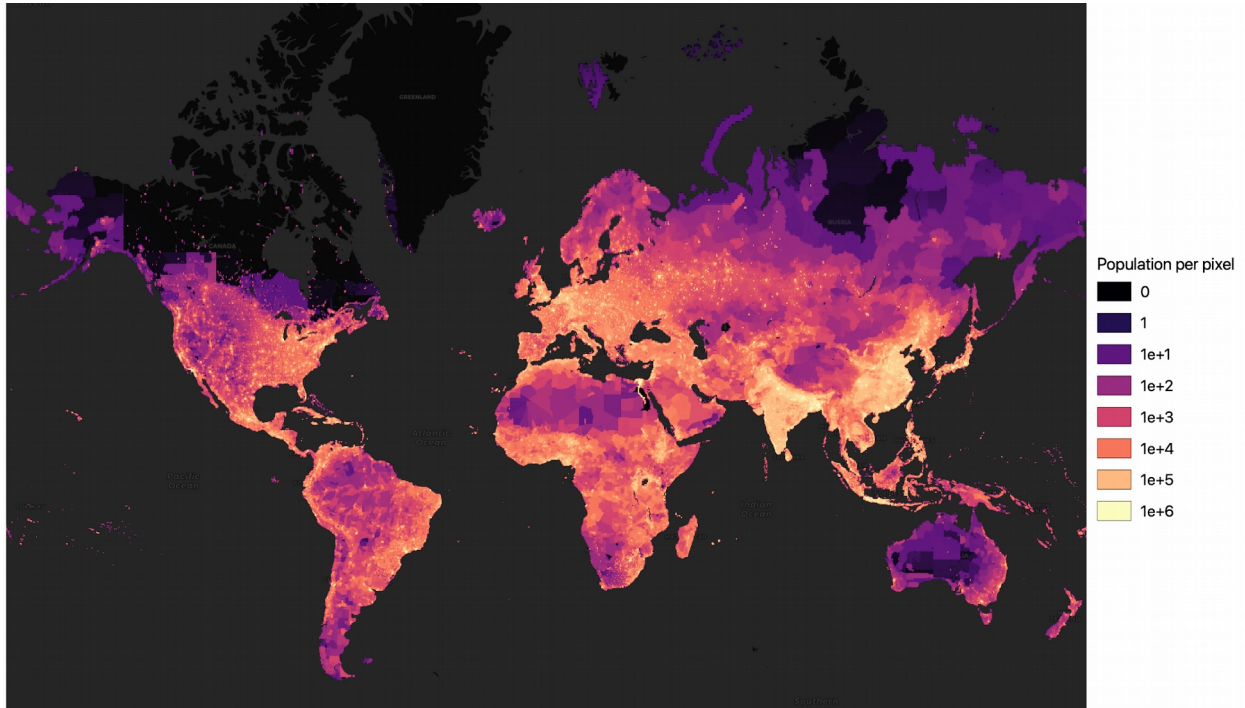 GREENLAND
RUSSIA
CANADA
Atlantic
Ocean
Pacific
Ocean
Indian
Ocean
Southern
Population per pixel
0
1
1e+1
1e+2
1e+3
1e+4
1e+5
1e+6